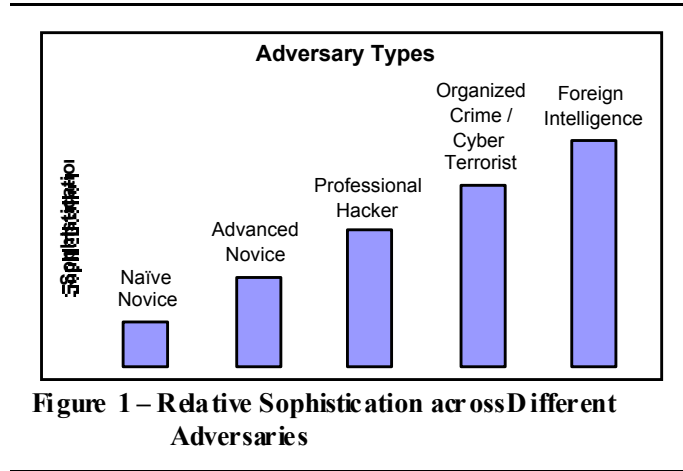 Adversary Types
Organized
Crime /
Cyber
Terrorist
Foreign
Intelligence
Professional
Hacker
Advanced
Novice
Naïve
Novice
Figure 1 – Relative Sophistication across Different
Adversaries